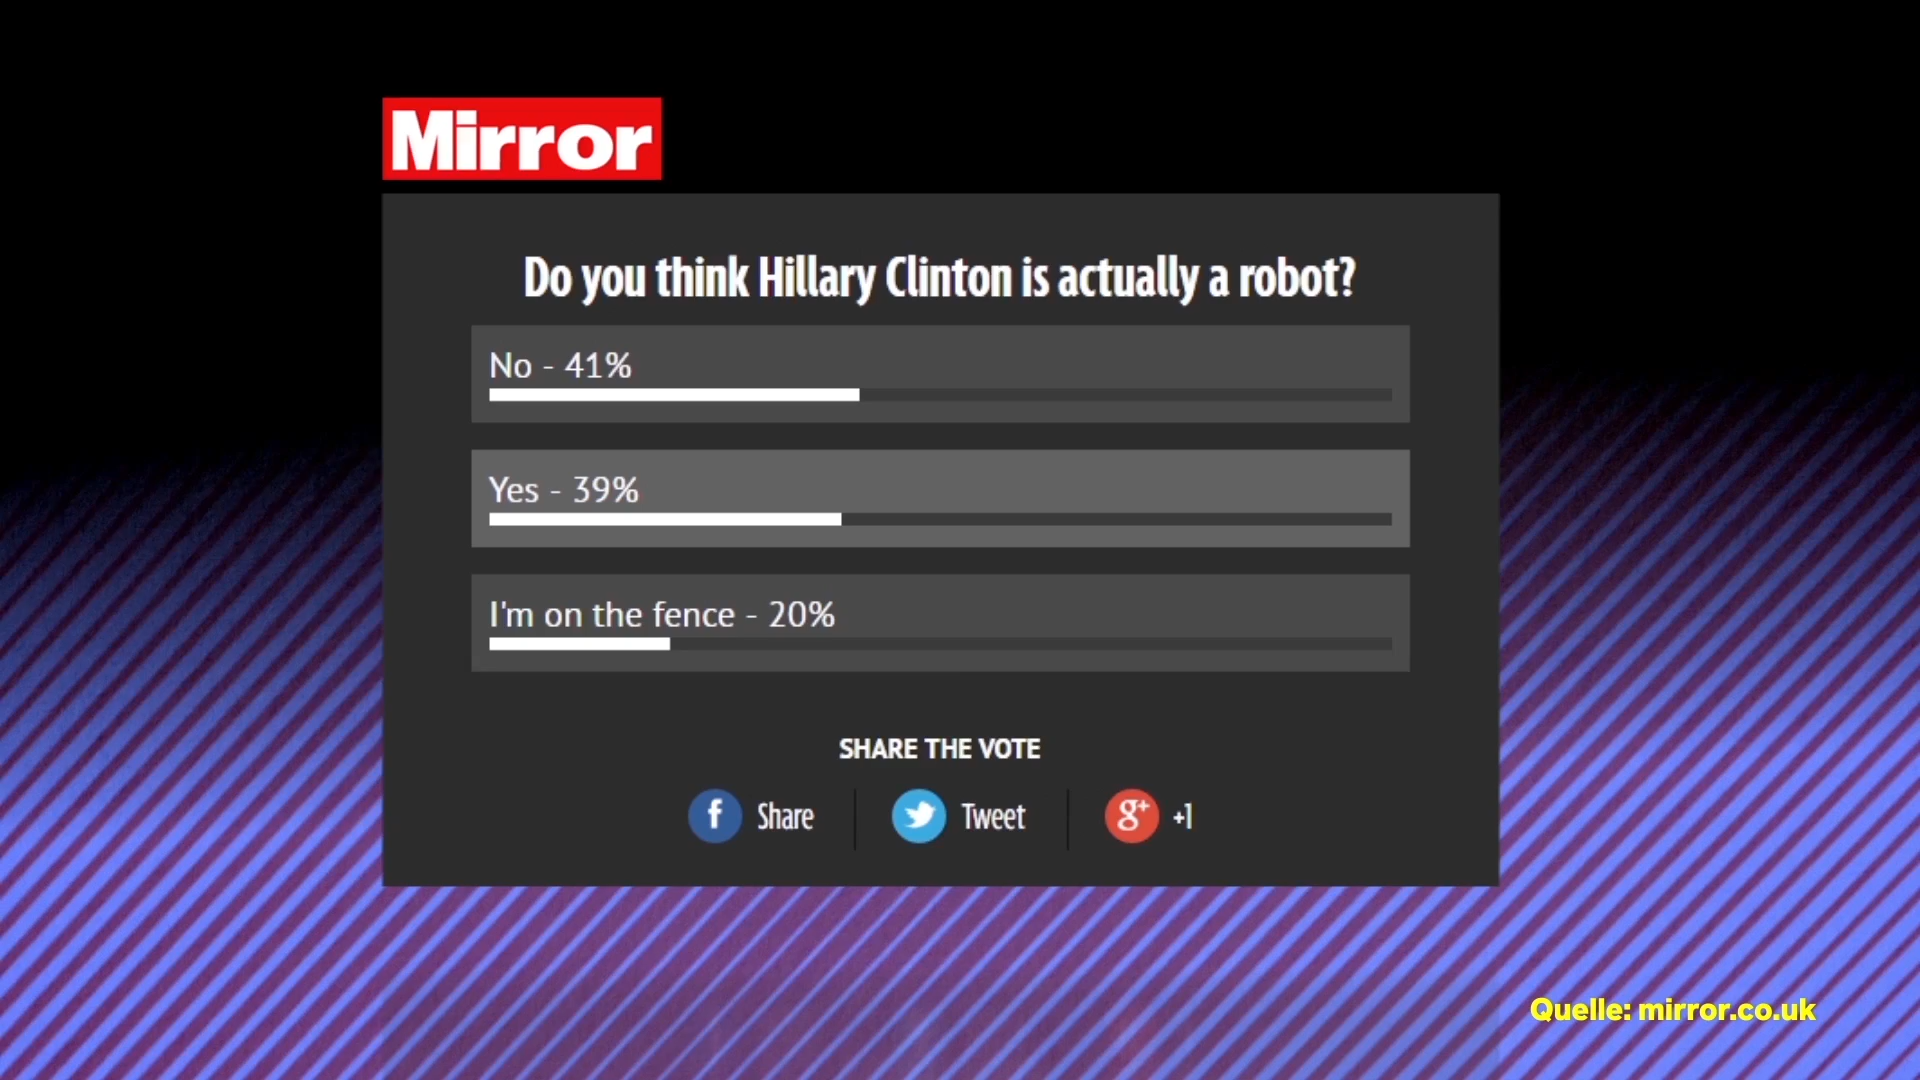 Mirror
Do you think Hillary Clinton is actually a robot?
No - 41%
Yes - 39%
I'm on the fence - 20%
SHARE THE VOTE
f Share Tweet g+ +1
Quelle: mirror.co.uk